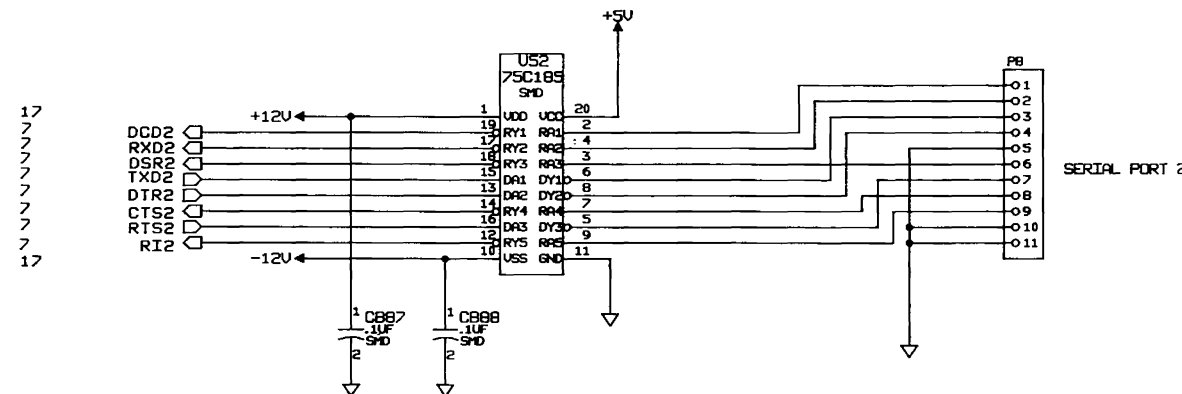 +5V
U52
75C185
SMD
P8
17 +12V 1 VDD VCC 20
7 DCD2 19 RY1 RA1 2
7 RXD2 17 RY2 RA2 4
7 DSR2 18 RY3 RA3 3
7 TXD2 15 DA1 DY1 6
7 DTR2 13 DA2 DY2 8
7 CTS2 14 RY4 RA4 7
7 RTS2 16 DA3 DY3 5
7 RI2 12 RY5 RA5 9
17 -12V 10 VSS GND 11
1
2
3
4
5
6
7
8
9
10
11
SERIAL PORT 2
1 CB87
.1UF
SMD
2
1 CB88
.1UF
SMD
2